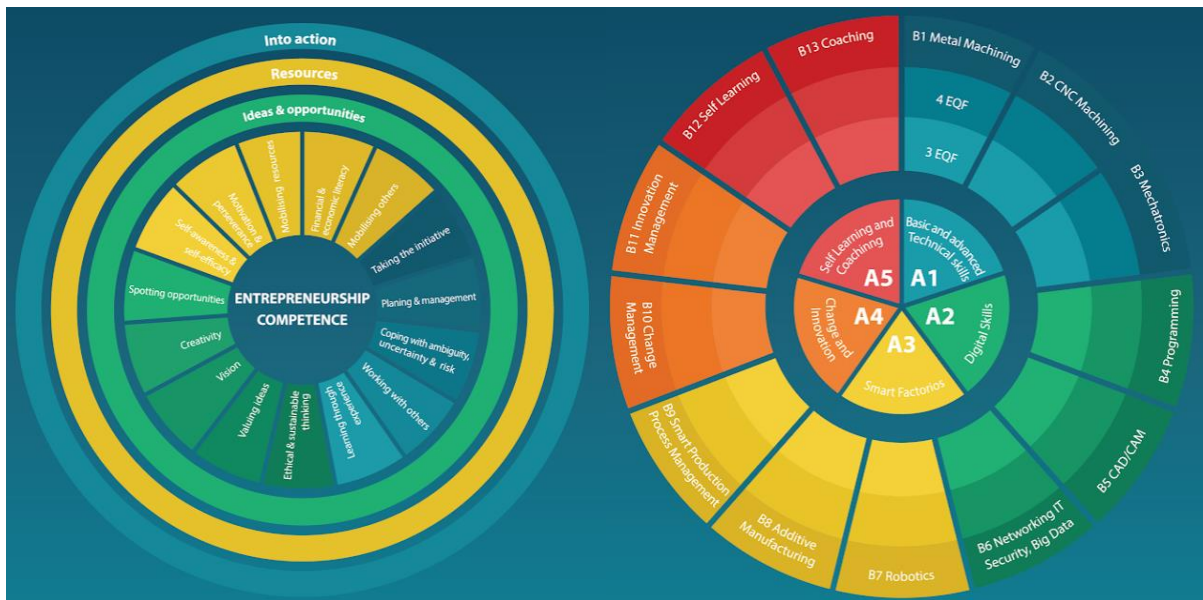 Into action
Resources
Ideas & opportunities
Mobilising resources
Financial &
economic literacy
Mobilising others
Taking the initiative
Planing & management
Coping with ambiguity,
uncertainty & risk
Working with others
Learning through
experience
Ethical & sustainable
thinking
Valuing ideas
Vision
Creativity
Spotting opportunities
Self-awareness &
self-efficacy
Motivation &
perseverance
ENTREPRENEURSHIP
COMPETENCE
B1 Metal Machining
4 EQF
3 EQF
B2 CNC Machining
B3 Mechatronics
B4 Programming
B5 CAD/CAM
B6 Networking IT
Security, Big Data
B7 Robotics
B8 Additive
Manufacturing
B9 Smart Production
Process Management
B10 Change
Management
B11 Innovation
Management
B12 Self Learning
B13 Coaching
Basic and advanced
Technical skills
A1
Digital Skills
A2
Smart Factorios
A3
Change and
Innovation
A4
Self Learning and
Coachinng
A5